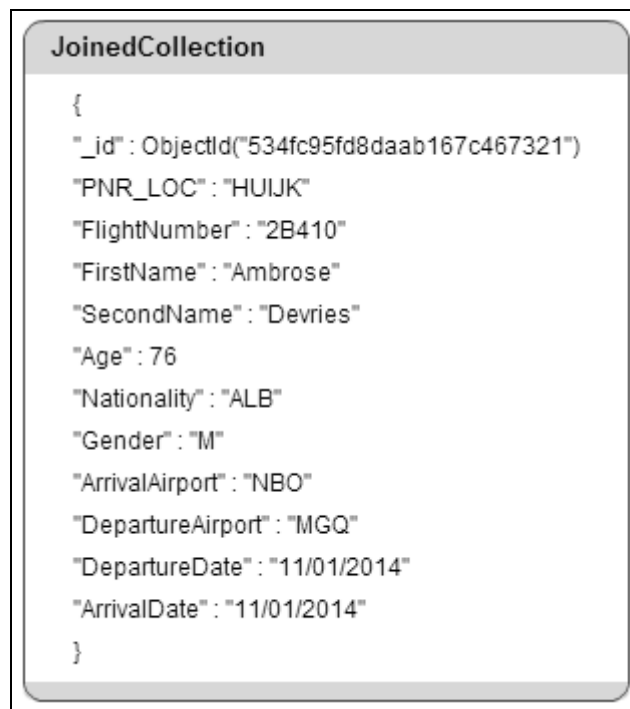 JoinedCollection
{
"_id" : ObjectId("534fc95fd8daab167c467321")
"PNR_LOC" : "HUIJK"
"FlightNumber" : "2B410"
"FirstName" : "Ambrose"
"SecondName" : "Devries"
"Age" : 76
"Nationality" : "ALB"
"Gender" : "M"
"ArrivalAirport" : "NBO"
"DepartureAirport" : "MGQ"
"DepartureDate" : "11/01/2014"
"ArrivalDate" : "11/01/2014"
}